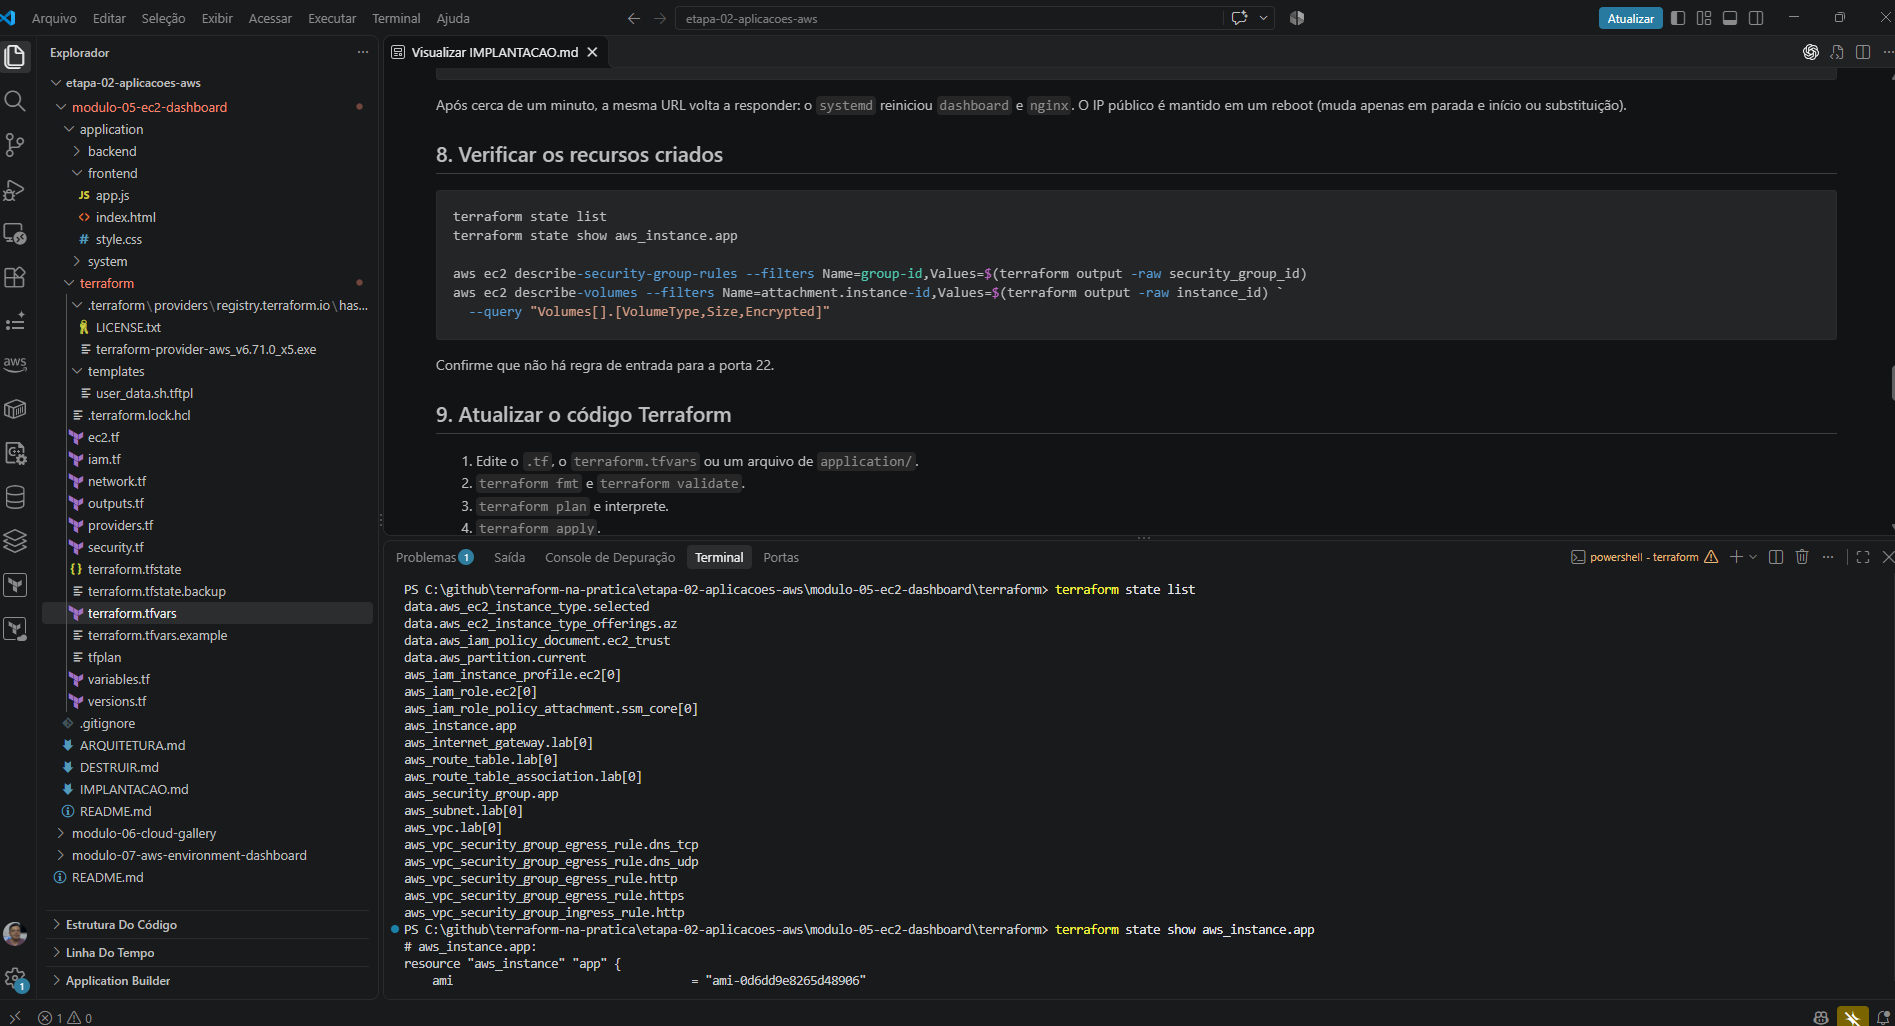 Arquivo Editar Seleção Exibir Acessar Executar Terminal Ajuda
etapa-02-aplicacoes-aws
Atualizar
Explorador
etapa-02-aplicacoes-aws
modulo-05-ec2-dashboard
application
backend
frontend
JS app.js
<> index.html
# style.css
system
terraform
.terraform\providers\registry.terraform.io\has...
LICENSE.txt
terraform-provider-aws_v6.71.0_x5.exe
templates
user_data.sh.tftpl
.terraform.lock.hcl
ec2.tf
iam.tf
network.tf
outputs.tf
providers.tf
security.tf
{} terraform.tfstate
terraform.tfstate.backup
terraform.tfvars
terraform.tfvars.example
tfplan
variables.tf
versions.tf
.gitignore
ARQUITETURA.md
DESTRUIR.md
IMPLANTACAO.md
README.md
modulo-06-cloud-gallery
modulo-07-aws-environment-dashboard
README.md
Estrutura Do Código
Linha Do Tempo
Application Builder
aws
1
1 0
Visualizar IMPLANTACAO.md
Após cerca de um minuto, a mesma URL volta a responder: o systemd reiniciou dashboard e nginx. O IP público é mantido em um reboot (muda apenas em parada e início ou substituição).
8. Verificar os recursos criados
terraform state list
terraform state show aws_instance.app
aws ec2 describe-security-group-rules --filters Name=group-id,Values=$(terraform output -raw security_group_id)
aws ec2 describe-volumes --filters Name=attachment.instance-id,Values=$(terraform output -raw instance_id) `
--query "Volumes[].[VolumeType,Size,Encrypted]"
Confirme que não há regra de entrada para a porta 22.
9. Atualizar o código Terraform
1. Edite o .tf, o terraform.tfvars ou um arquivo de application/.
2. terraform fmt e terraform validate.
3. terraform plan e interprete.
4. terraform apply.
Problemas 1 Saída Console de Depuração Terminal Portas
powershell - terraform
PS C:\github\terraform-na-pratica\etapa-02-aplicacoes-aws\modulo-05-ec2-dashboard\terraform> terraform state list
data.aws_ec2_instance_type.selected
data.aws_ec2_instance_type_offerings.az
data.aws_iam_policy_document.ec2_trust
data.aws_partition.current
aws_iam_instance_profile.ec2[0]
aws_iam_role.ec2[0]
aws_iam_role_policy_attachment.ssm_core[0]
aws_instance.app
aws_internet_gateway.lab[0]
aws_route_table.lab[0]
aws_route_table_association.lab[0]
aws_security_group.app
aws_subnet.lab[0]
aws_vpc.lab[0]
aws_vpc_security_group_egress_rule.dns_tcp
aws_vpc_security_group_egress_rule.dns_udp
aws_vpc_security_group_egress_rule.http
aws_vpc_security_group_egress_rule.https
aws_vpc_security_group_ingress_rule.http
PS C:\github\terraform-na-pratica\etapa-02-aplicacoes-aws\modulo-05-ec2-dashboard\terraform> terraform state show aws_instance.app
# aws_instance.app:
resource "aws_instance" "app" {
ami = "ami-0d6dd9e8265d48906"